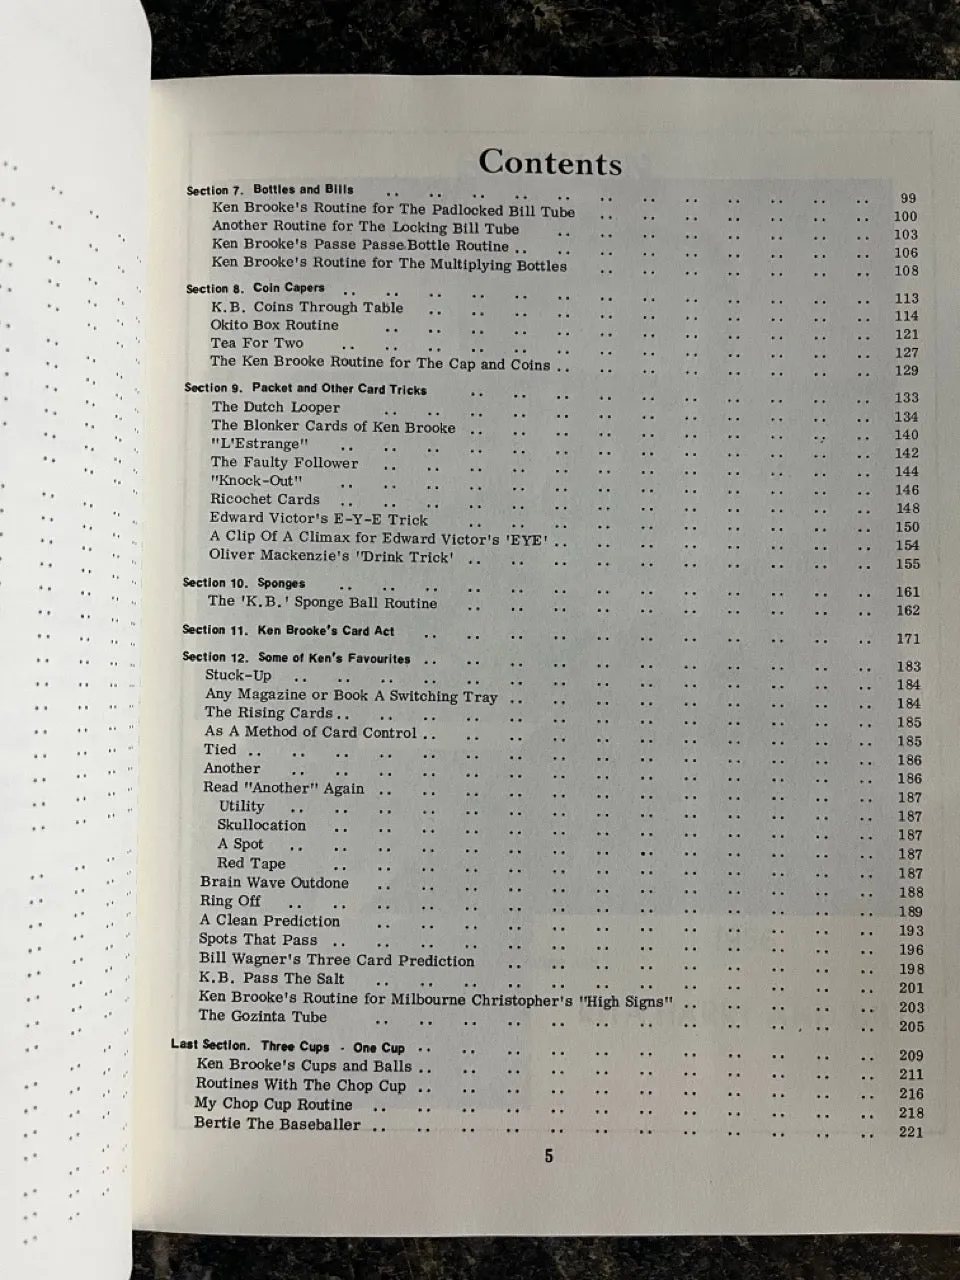 Contents
Section 7. Bottles and Bills .. .. .. .. .. .. .. .. .. .. .. .. 99
Ken Brooke's Routine for The Padlocked Bill Tube .. .. .. .. .. .. .. 100
Another Routine for The Locking Bill Tube .. .. .. .. .. .. .. .. 103
Ken Brooke's Passe Passe Bottle Routine .. .. .. .. .. .. .. .. .. 106
Ken Brooke's Routine for The Multiplying Bottles .. .. .. .. .. .. .. 108
Section 8. Coin Capers .. .. .. .. .. .. .. .. .. .. .. .. .. 113
K.B. Coins Through Table .. .. .. .. .. .. .. .. .. .. .. 114
Okito Box Routine .. .. .. .. .. .. .. .. .. .. .. .. 121
Tea For Two .. .. .. .. .. .. .. .. .. .. .. .. .. 127
The Ken Brooke Routine for The Cap and Coins .. .. .. .. .. .. .. .. 129
Section 9. Packet and Other Card Tricks .. .. .. .. .. .. .. .. .. .. 133
The Dutch Looper .. .. .. .. .. .. .. .. .. .. .. .. 134
The Blonker Cards of Ken Brooke .. .. .. .. .. .. .. .. .. .. 140
"L'Estrange" .. .. .. .. .. .. .. .. .. .. .. .. .. 142
The Faulty Follower .. .. .. .. .. .. .. .. .. .. .. .. 144
"Knock-Out" .. .. .. .. .. .. .. .. .. .. .. .. .. 146
Ricochet Cards .. .. .. .. .. .. .. .. .. .. .. .. .. 148
Edward Victor's E-Y-E Trick .. .. .. .. .. .. .. .. .. .. 150
A Clip Of A Climax for Edward Victor's 'EYE' .. .. .. .. .. .. .. .. 154
Oliver Mackenzie's 'Drink Trick' .. .. .. .. .. .. .. .. .. .. 155
Section 10. Sponges .. .. .. .. .. .. .. .. .. .. .. .. .. 161
The 'K.B.' Sponge Ball Routine .. .. .. .. .. .. .. .. .. .. 162
Section 11. Ken Brooke's Card Act .. .. .. .. .. .. .. .. .. .. .. 171
Section 12. Some of Ken's Favourites .. .. .. .. .. .. .. .. .. .. .. 183
Stuck-Up .. .. .. .. .. .. .. .. .. .. .. .. .. .. 184
Any Magazine or Book A Switching Tray .. .. .. .. .. .. .. .. .. 184
The Rising Cards .. .. .. .. .. .. .. .. .. .. .. .. .. 185
As A Method of Card Control .. .. .. .. .. .. .. .. .. .. .. 185
Tied .. .. .. .. .. .. .. .. .. .. .. .. .. .. .. 186
Another .. .. .. .. .. .. .. .. .. .. .. .. .. .. 186
Read "Another" Again .. .. .. .. .. .. .. .. .. .. .. .. 187
Utility .. .. .. .. .. .. .. .. .. .. .. .. .. .. 187
Skullocation .. .. .. .. .. .. .. .. .. .. .. .. .. 187
A Spot .. .. .. .. .. .. .. .. .. .. .. .. .. .. 187
Red Tape .. .. .. .. .. .. .. .. .. .. .. .. .. 187
Brain Wave Outdone .. .. .. .. .. .. .. .. .. .. .. .. 188
Ring Off .. .. .. .. .. .. .. .. .. .. .. .. .. .. 189
A Clean Prediction .. .. .. .. .. .. .. .. .. .. .. .. 193
Spots That Pass .. .. .. .. .. .. .. .. .. .. .. .. .. 196
Bill Wagner's Three Card Prediction .. .. .. .. .. .. .. .. .. 198
K.B. Pass The Salt .. .. .. .. .. .. .. .. .. .. .. .. 201
Ken Brooke's Routine for Milbourne Christopher's "High Signs" .. .. .. .. .. 203
The Gozinta Tube .. .. .. .. .. .. .. .. .. .. .. .. 205
Last Section. Three Cups - One Cup .. .. .. .. .. .. .. .. .. .. .. 209
Ken Brooke's Cups and Balls .. .. .. .. .. .. .. .. .. .. .. 211
Routines With The Chop Cup .. .. .. .. .. .. .. .. .. .. .. 216
My Chop Cup Routine .. .. .. .. .. .. .. .. .. .. .. .. 218
Bertie The Baseballer .. .. .. .. .. .. .. .. .. .. .. .. 221
5